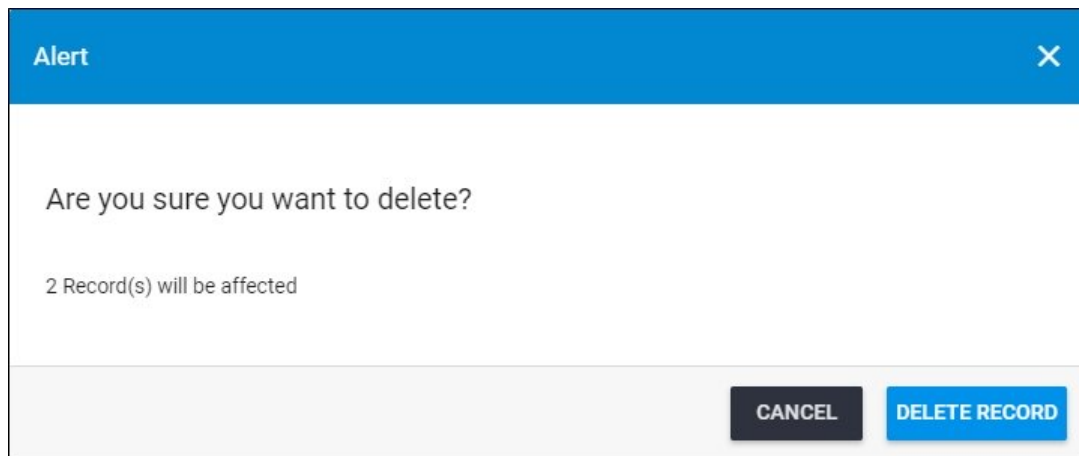 Alert
Are you sure you want to delete?
2 Record(s) will be affected
CANCEL DELETE RECORD